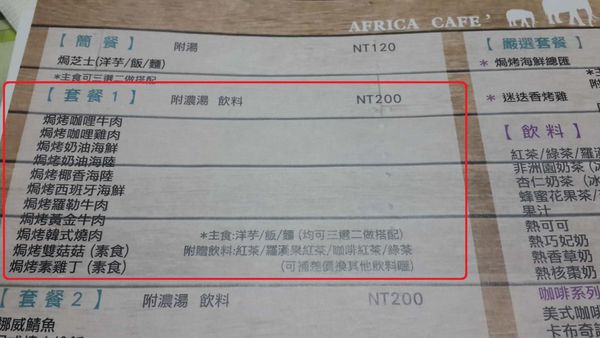 AFRICA CAFE'
【簡餐】 附湯 NT120
焗芝士(洋芋/飯/麵)
*主食可三選二做搭配
【套餐1】 附濃湯 飲料 NT200
焗烤咖哩牛肉
焗烤咖哩雞肉
焗烤奶油海鮮
焗烤奶油海陸
焗烤椰香海陸
焗烤西班牙海鮮
焗烤羅勒牛肉
焗烤黃金牛肉
焗烤韓式燒肉 *主食:洋芋/飯/麵 (均可三選二做搭配)
焗烤雙菇菇 (素食) 附贈飲料:紅茶/羅漢果紅茶/咖啡紅茶/綠茶
焗烤素雞丁 (素食) (可補差價換其他飲料喔)
【套餐2】 附濃湯 飲料 NT200
挪威鯖魚
【嚴選套餐】
* 焗烤海鮮總匯
*主
附
* 迷迭香烤雞
【飲料】
紅茶/綠茶/羅漢
非洲園奶茶
杏仁奶茶 (冰
蜂蜜花果茶/
果汁
熱可可
熱巧妃奶
熱香草奶
熱核棗奶
咖啡系列
美式咖啡
卡布奇諾